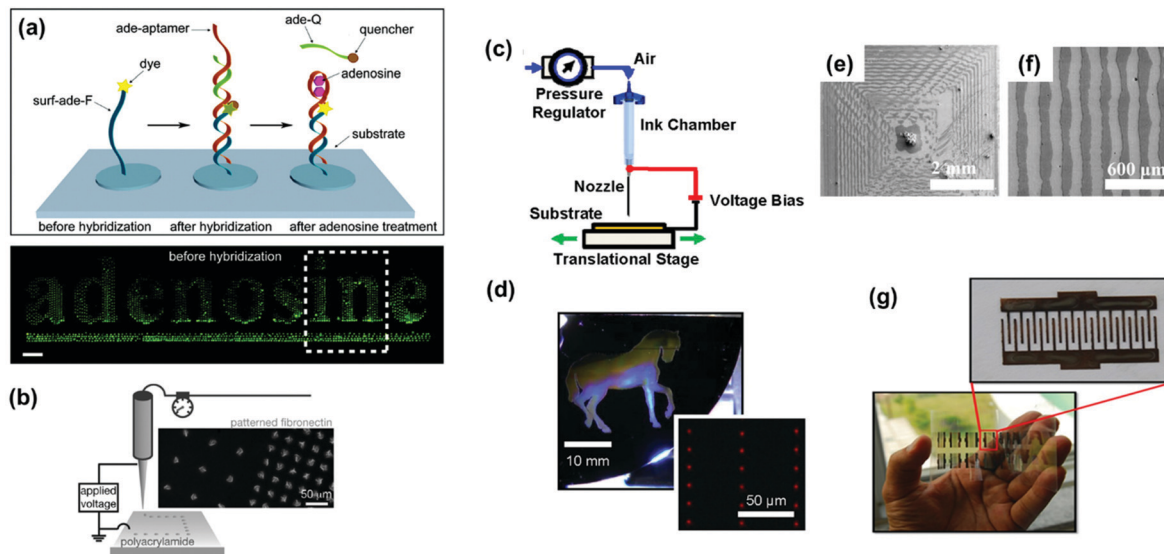 (a)
ade-aptamer
ade-Q
quencher
dye
adenosine
surf-ade-F
substrate
before hybridization
after hybridization
after adenosine treatment
before hybridization
adenosine
(b)
patterned fibronectin
50 μm
applied
voltage
polyacrylamide
(c)
Air
Pressure
Regulator
Ink Chamber
Nozzle
Voltage Bias
Substrate
Translational Stage
(d)
10 mm
50 μm
(e)
2 mm
(f)
600 μm
(g)